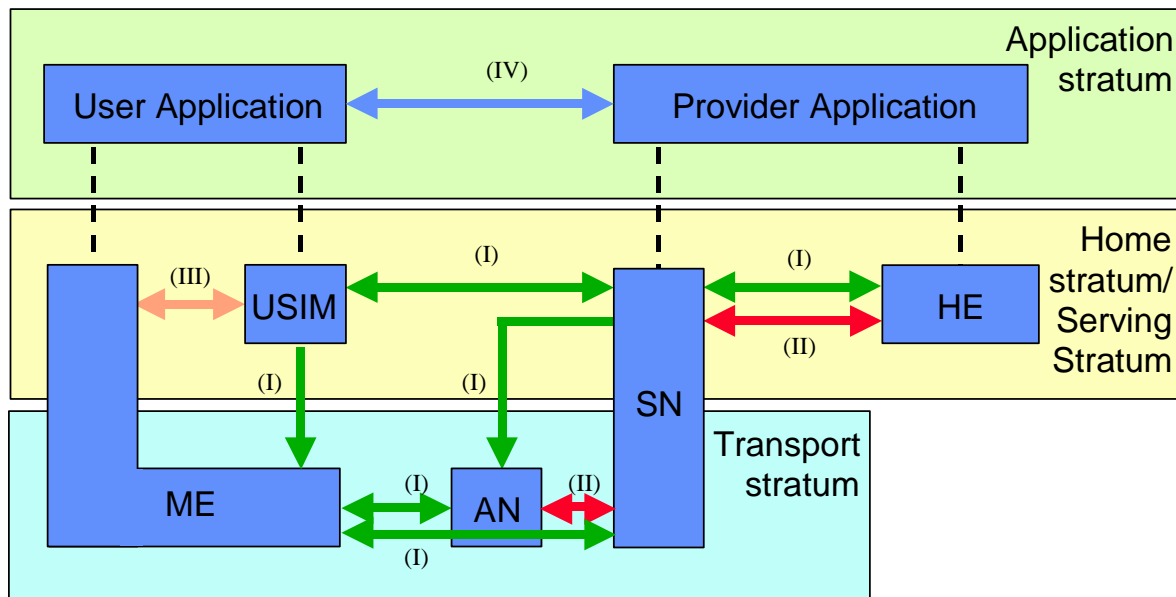 Application
stratum
(IV)
User Application
Provider Application
Home
stratum/
Serving
Stratum
(I)
(I)
(III)
USIM
HE
(II)
(I)
(I)
SN
Transport
stratum
(I)
(II)
ME
AN
(I)